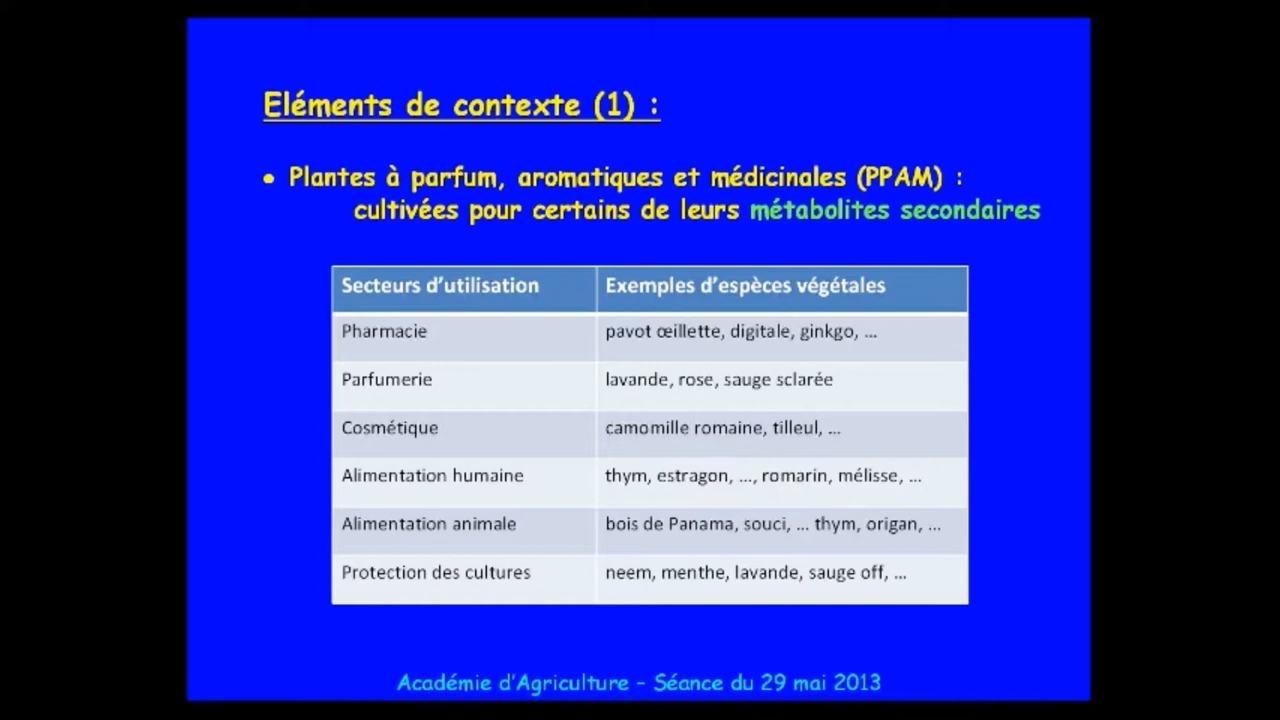 Eléments de contexte (1) :
• Plantes à parfum, aromatiques et médicinales (PPAM) :
cultivées pour certains de leurs métabolites secondaires
Secteurs d'utilisation Exemples d'espèces végétales
Pharmacie pavot œillette, digitale, ginkgo, ...
Parfumerie lavande, rose, sauge sclarée
Cosmétique camomille romaine, tilleul, ...
Alimentation humaine thym, estragon, ..., romarin, mélisse, ...
Alimentation animale bois de Panama, souci, ... thym, origan, ...
Protection des cultures neem, menthe, lavande, sauge off, ...
Académie d'Agriculture – Séance du 29 mai 2013